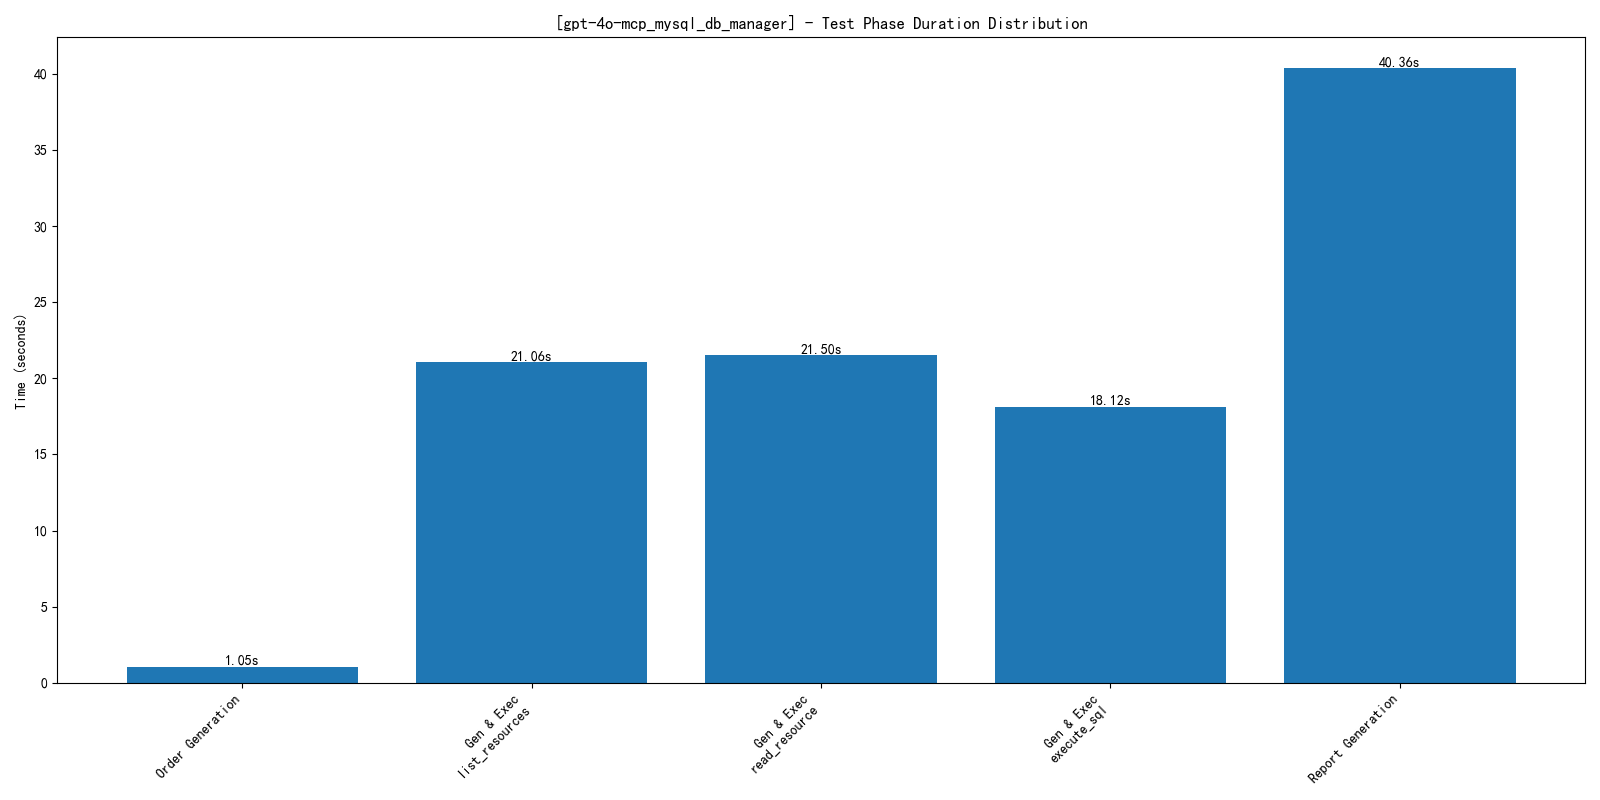 [gpt-4o-mcp_mysql_db_manager] - Test Phase Duration Distribution
Time (seconds)
40
35
30
25
20
15
10
5
0
1.05s
21.06s
21.50s
18.12s
40.36s
Order Generation
Gen & Exec
list_resources
Gen & Exec
read_resource
Gen & Exec
execute_sql
Report Generation